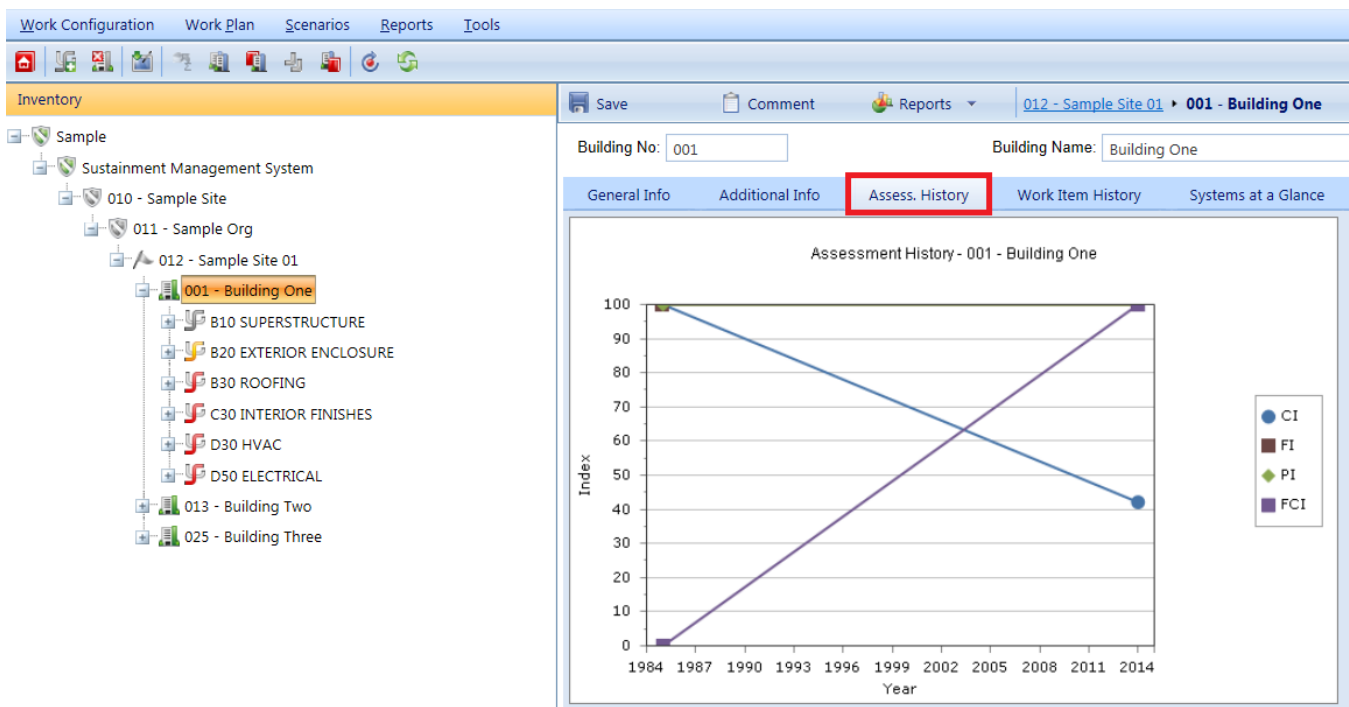 Work Configuration Work Plan Scenarios Reports Tools
Inventory
Sample
Sustainment Management System
010 - Sample Site
011 - Sample Org
012 - Sample Site 01
001 - Building One
B10 SUPERSTRUCTURE
B20 EXTERIOR ENCLOSURE
B30 ROOFING
C30 INTERIOR FINISHES
D30 HVAC
D50 ELECTRICAL
013 - Building Two
025 - Building Three
Save Comment Reports 012 - Sample Site 01 001 - Building One
Building No: 001 Building Name: Building One
General Info Additional Info Assess. History Work Item History Systems at a Glance
Assessment History - 001 - Building One
100
90
80
70
60
50
40
30
20
10
0
Index
1984 1987 1990 1993 1996 1999 2002 2005 2008 2011 2014
Year
CI
FI
PI
FCI